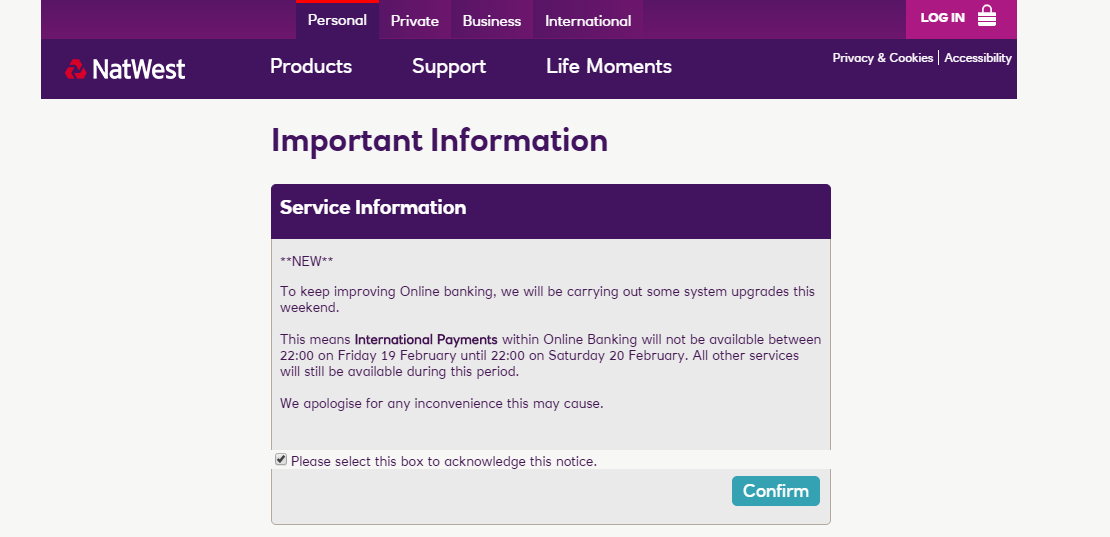 Personal Private Business International LOG IN
NatWest Products Support Life Moments Privacy & Cookies | Accessibility
Important Information
Service Information
**NEW**
To keep improving Online banking, we will be carrying out some system upgrades this
weekend.
This means International Payments within Online Banking will not be available between
22:00 on Friday 19 February until 22:00 on Saturday 20 February. All other services
will still be available during this period.
We apologise for any inconvenience this may cause.
Please select this box to acknowledge this notice.
Confirm